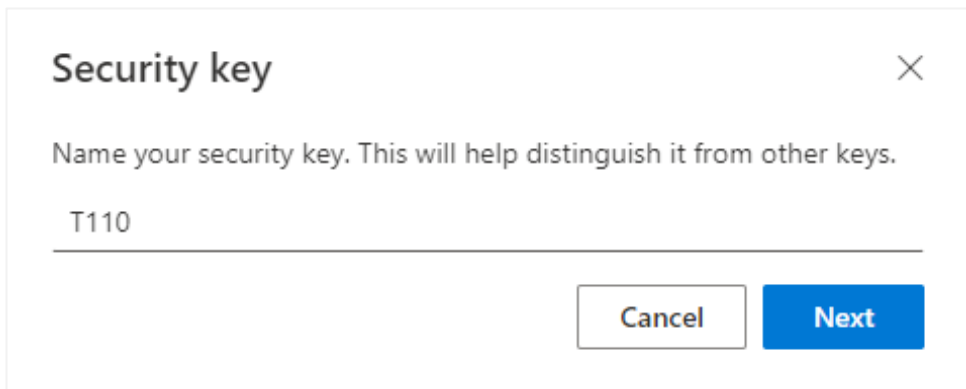 Security key
Name your security key. This will help distinguish it from other keys.
T110
Cancel
Next